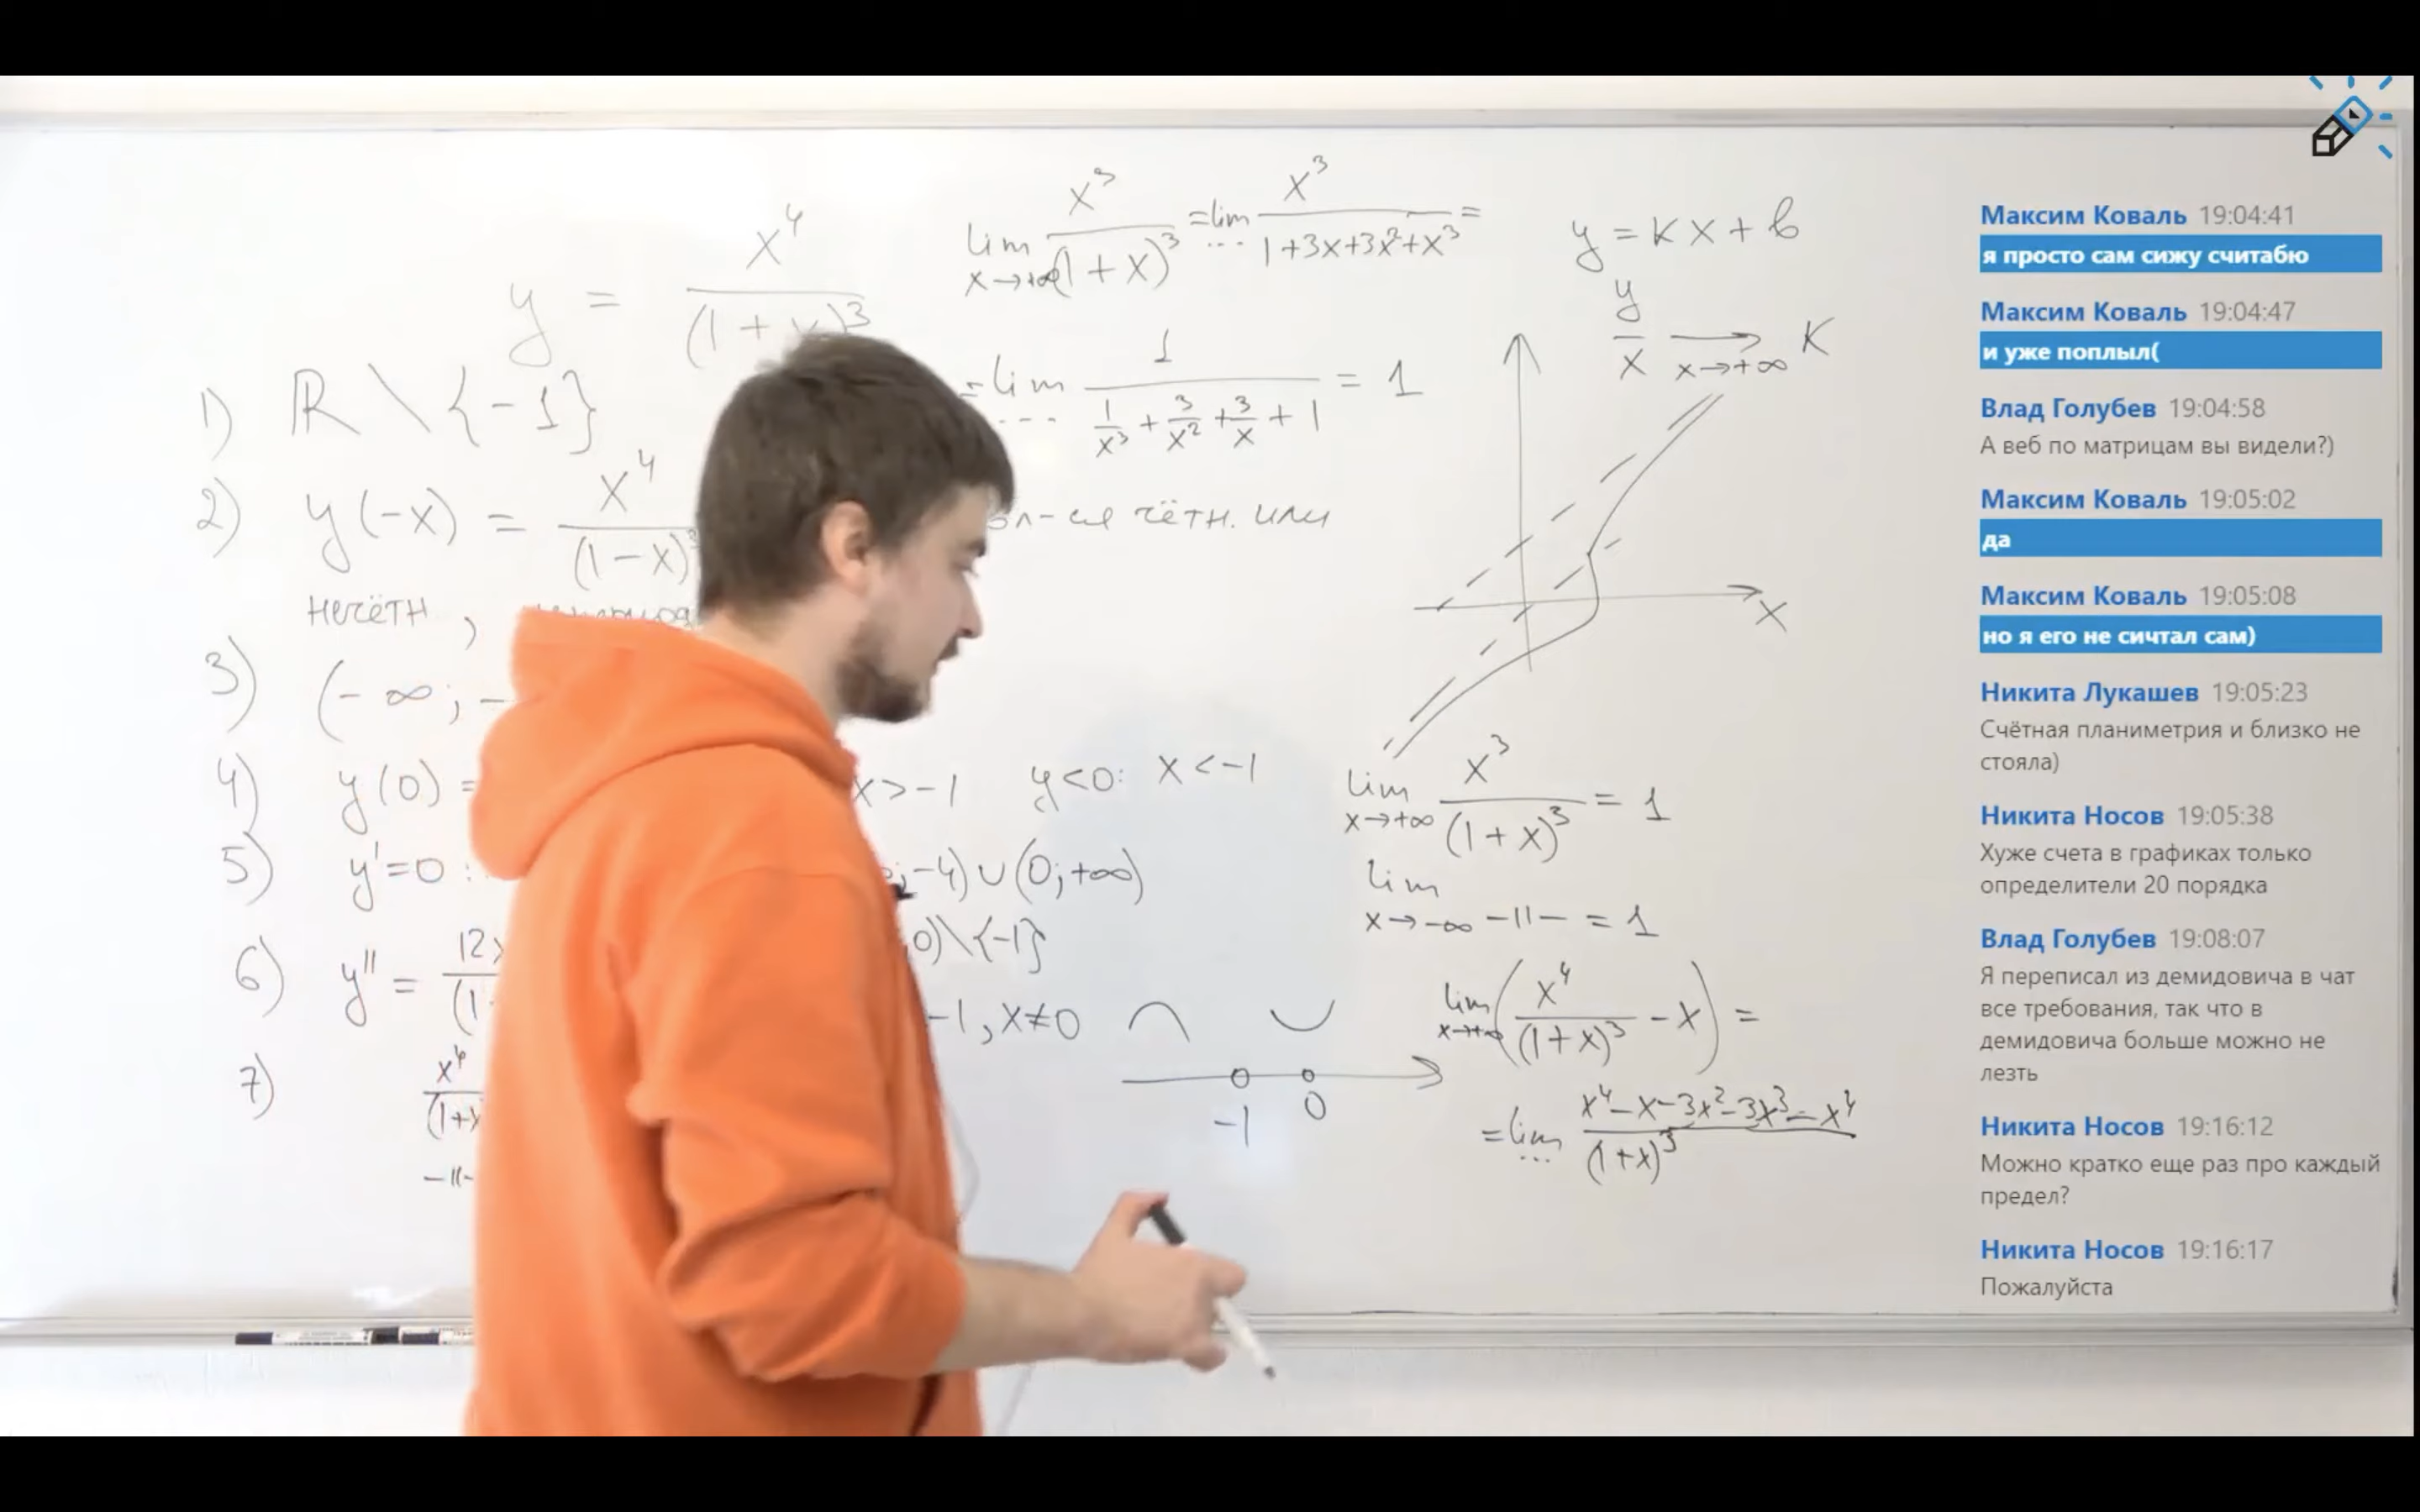 y = x⁴ / (1 + x)³
1) ℝ \ {-1}
2) y(-x) = x⁴ / (1 - x)³
чётн. или
нечётн ,
3) (-∞;
4) y(0) =
x > -1 y<0: x < -1
5) y' = 0 :
; -4) ∪ (0; +∞)
6) y'' = 12x
0) \ {-1}
-1, x≠0
-1 0
7) x⁴ / (1+x
-||-
lim x→+∞ x³ / (1 + x)³ = lim ... x³ / (1 + 3x + 3x² + x³) =
= lim ... 1 / (1/x³ + 3/x² + 3/x + 1) = 1
y = kx + b
y / x → k
x→+∞
x
lim x→+∞ x³ / (1 + x)³ = 1
lim x→-∞ -||- = 1
lim x→+∞ (x⁴ / (1+x)³ - x) =
= lim ... x⁴ - x - 3x² - 3x³ - x⁴ / (1+x)³
Максим Коваль 19:04:41
я просто сам сижу считабю
Максим Коваль 19:04:47
и уже поплыл(
Влад Голубев 19:04:58
А веб по матрицам вы видели?)
Максим Коваль 19:05:02
да
Максим Коваль 19:05:08
но я его не сичтал сам)
Никита Лукашев 19:05:23
Счётная планиметрия и близко не
стояла)
Никита Носов 19:05:38
Хуже счета в графиках только
определители 20 порядка
Влад Голубев 19:08:07
Я переписал из демидовича в чат
все требования, так что в
демидовича больше можно не
лезть
Никита Носов 19:16:12
Можно кратко еще раз про каждый
предел?
Никита Носов 19:16:17
Пожалуйста